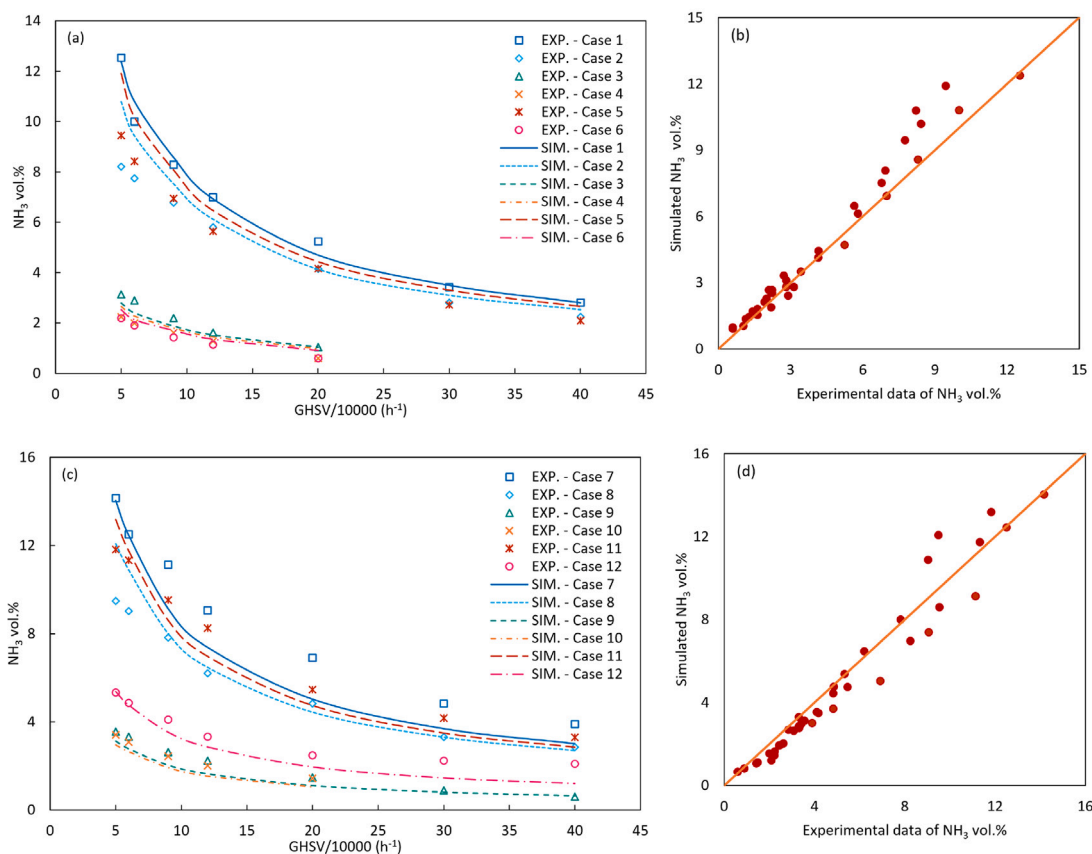 (a)
14
12
10
8
6
4
2
0
NH3 vol.%
0 5 10 15 20 25 30 35 40 45
GHSV/10000 (h-1)
EXP. - Case 1
EXP. - Case 2
EXP. - Case 3
EXP. - Case 4
EXP. - Case 5
EXP. - Case 6
SIM. - Case 1
SIM. - Case 2
SIM. - Case 3
SIM. - Case 4
SIM. - Case 5
SIM. - Case 6
(b)
15
12
9
6
3
0
Simulated NH3 vol.%
0 3 6 9 12 15
Experimental data of NH3 vol.%
(c)
16
12
8
4
0
NH3 vol.%
0 5 10 15 20 25 30 35 40 45
GHSV/10000 (h-1)
EXP. - Case 7
EXP. - Case 8
EXP. - Case 9
EXP. - Case 10
EXP. - Case 11
EXP. - Case 12
SIM. - Case 7
SIM. - Case 8
SIM. - Case 9
SIM. - Case 10
SIM. - Case 11
SIM. - Case 12
(d)
16
12
8
4
0
Simulated NH3 vol.%
0 4 8 12 16
Experimental data of NH3 vol.%